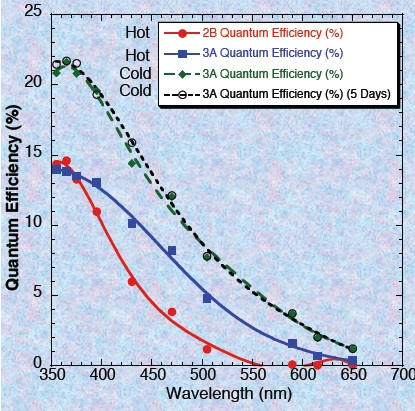 25
20
15
10
5
0
Quantum Efficiency (%)
Hot 2B Quantum Efficiency (%)
Hot 3A Quantum Efficiency (%)
Cold 3A Quantum Efficiency (%)
Cold 3A Quantum Efficiency (%) (5 Days)
350 400 450 500 550 600 650 700
Wavelength (nm)